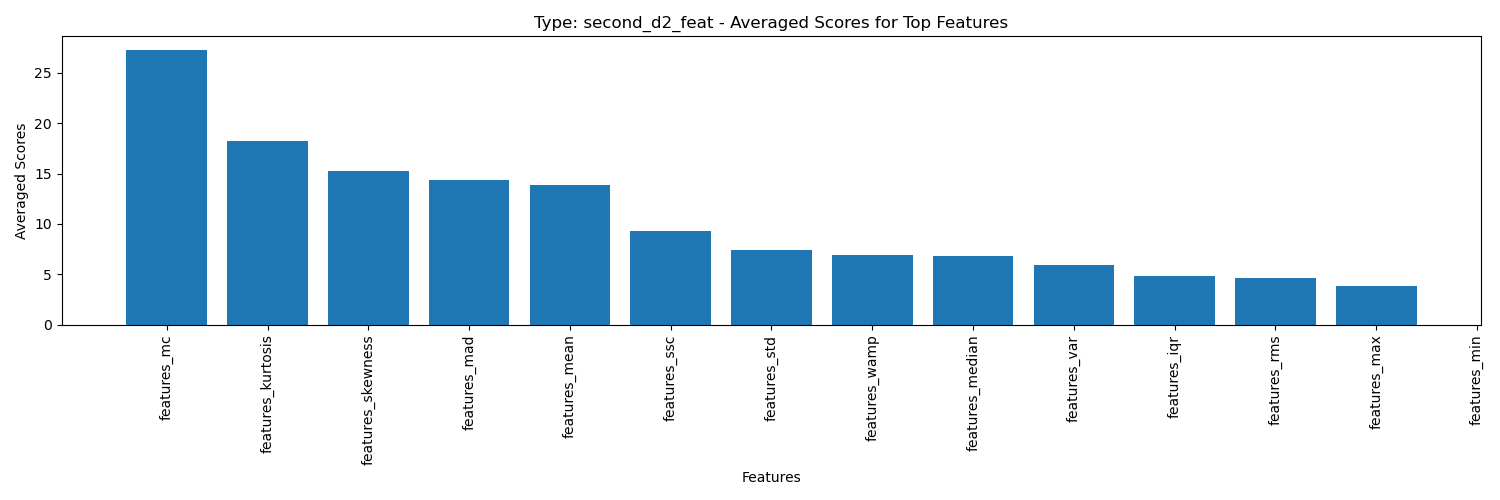 Type: second_d2_feat - Averaged Scores for Top Features
Averaged Scores
25
20
15
10
5
0
features_mc
features_kurtosis
features_skewness
features_mad
features_mean
features_ssc
features_std
features_wamp
features_median
features_var
features_iqr
features_rms
features_max
features_min
Features